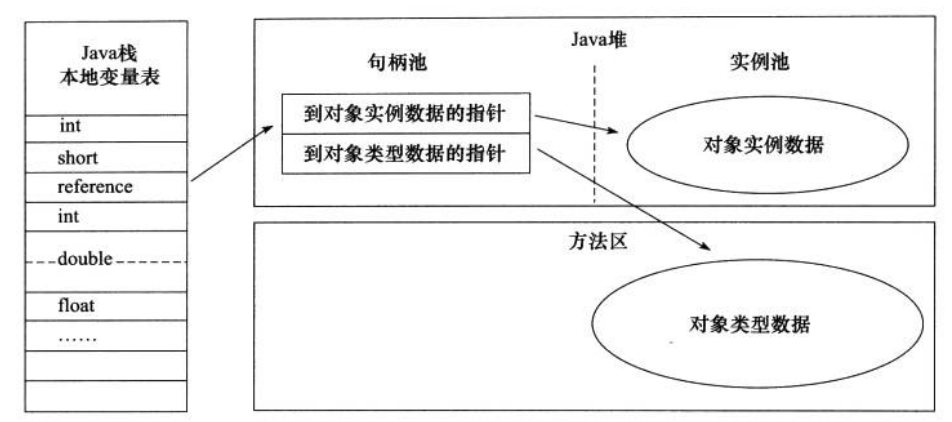 Java栈
本地变量表
int
short
reference
int
double
float
……
Java堆
句柄池
实例池
到对象实例数据的指针
到对象类型数据的指针
对象实例数据
方法区
对象类型数据